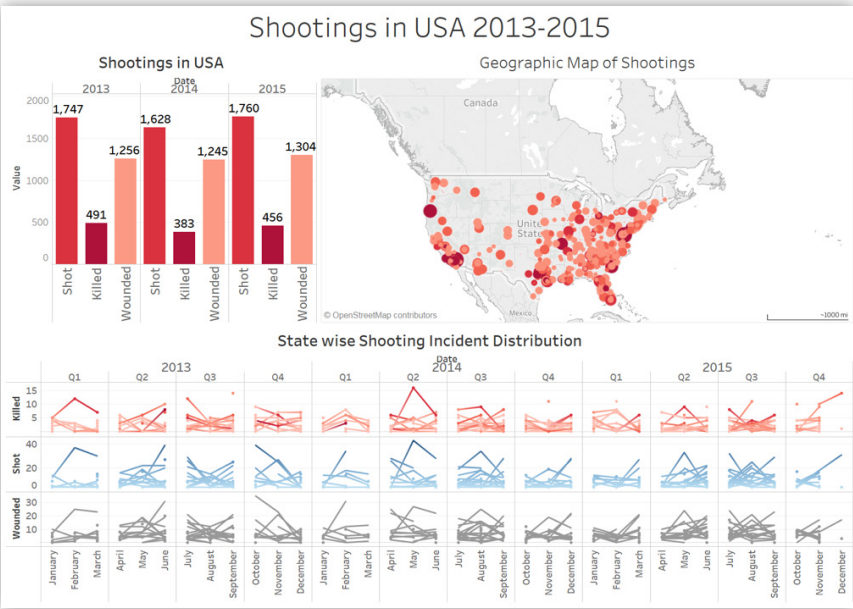 Shootings in USA 2013-2015
Shootings in USA
Date
2013 2014 2015
Value
2000
1500
1000
500
0
1,747
491
1,256
1,628
383
1,245
1,760
456
1,304
Shot Killed Wounded Shot Killed Wounded Shot Killed Wounded
Geographic Map of Shootings
Canada
United
States
Mexico
© OpenStreetMap contributors
~1000 mi
State wise Shooting Incident Distribution
Date
2013 2014 2015
Q1 Q2 Q3 Q4 Q1 Q2 Q3 Q4 Q1 Q2 Q3 Q4
Killed
15
10
5
Shot
40
20
0
Wounded
30
20
10
January February March April May June July August September October November December January February March April May June July August September October November December January February March April May June July August September October November December